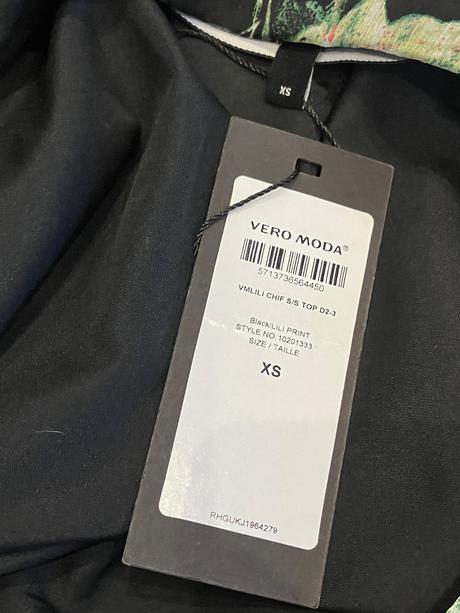 XS
VERO MODA®
5713736564450
VMLILI CHIF S/S TOP D2-3
Black/LILI PRINT
STYLE NO.10201333
SIZE / TAILLE
XS
RHGUKJ1964279